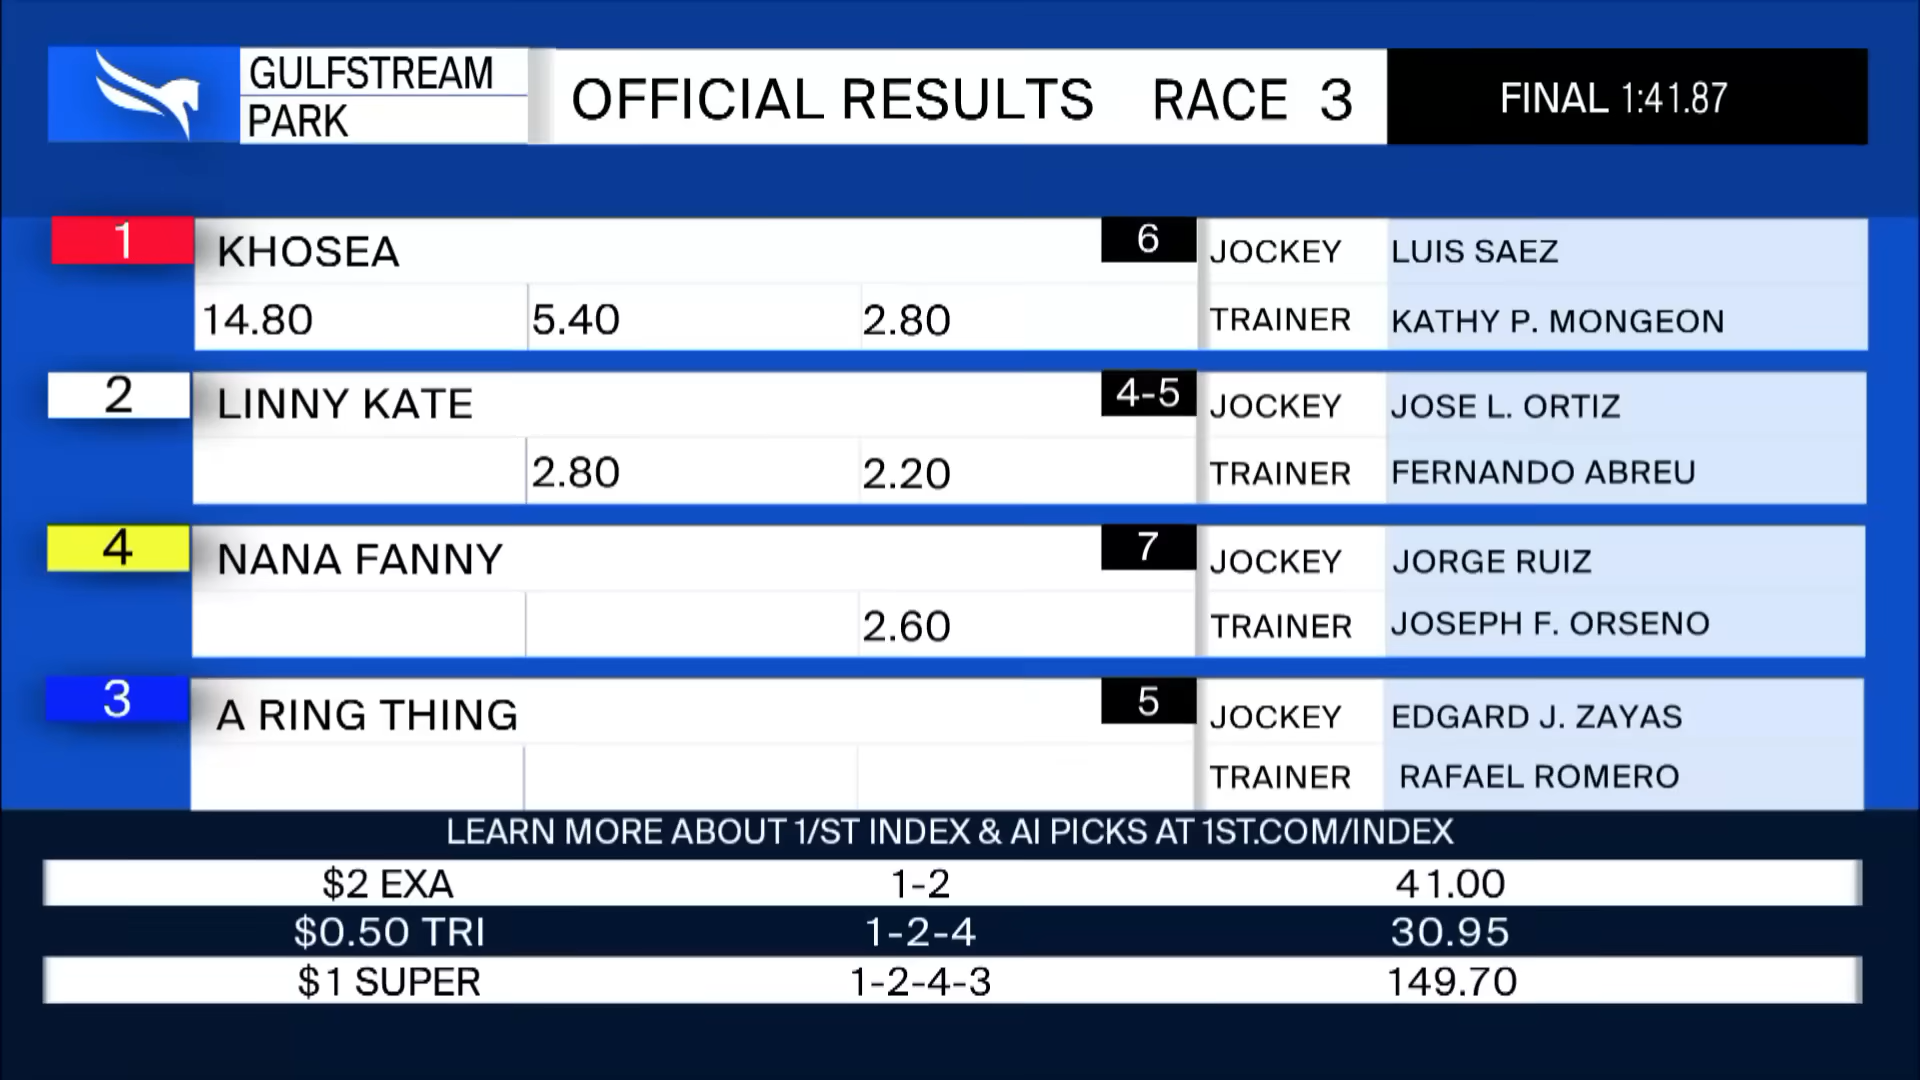 GULFSTREAM
PARK
OFFICIAL RESULTS RACE 3
FINAL 1:41.87
1 KHOSEA 6 JOCKEY LUIS SAEZ
14.80 5.40 2.80 TRAINER KATHY P. MONGEON
2 LINNY KATE 4-5 JOCKEY JOSE L. ORTIZ
2.80 2.20 TRAINER FERNANDO ABREU
4 NANA FANNY 7 JOCKEY JORGE RUIZ
2.60 TRAINER JOSEPH F. ORSENO
3 A RING THING 5 JOCKEY EDGARD J. ZAYAS
TRAINER RAFAEL ROMERO
LEARN MORE ABOUT 1/ST INDEX & AI PICKS AT 1ST.COM/INDEX
$2 EXA 1-2 41.00
$0.50 TRI 1-2-4 30.95
$1 SUPER 1-2-4-3 149.70